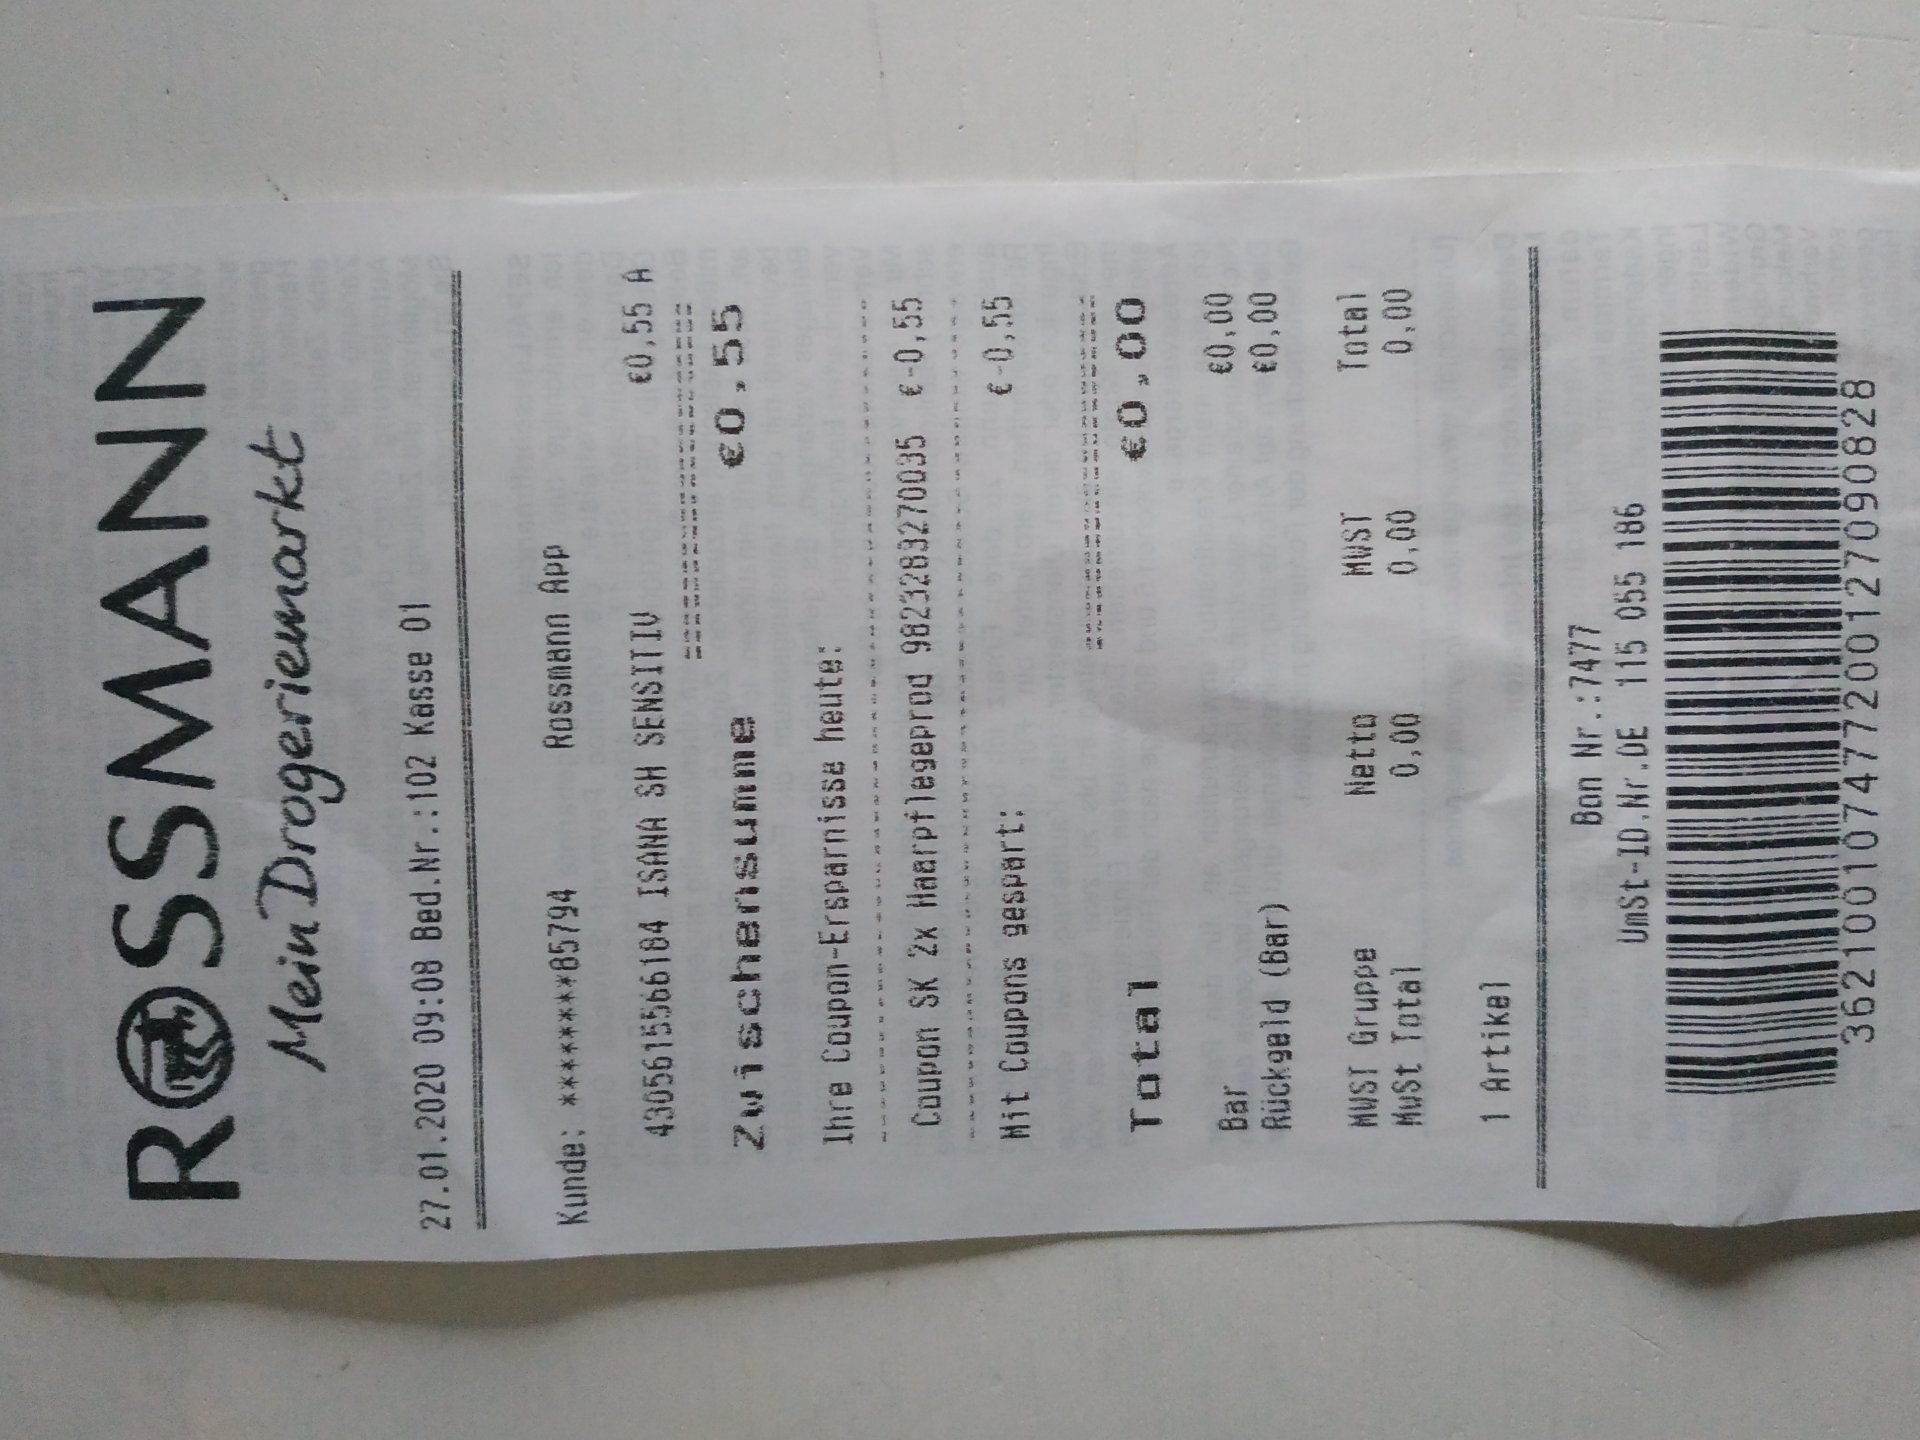 ROSSMANN
Mein Drogeriemarkt
27.01.2020 09:08 Bed.Nr.:102 Kasse 01
Kunde: ********85794 Rossmann App
4305615566184 ISANA SH SENSITIV €0,55 A
Zwischensumme €0,55
Ihre Coupon-Ersparnisse heute:
Coupon SK 2x Haarpflegeprod 9823283270035 €-0,55
Mit Coupons gespart: €-0,55
Total €0,00
Bar €0,00
Rückgeld (Bar) €0,00
MWST Gruppe Netto MWST Total
MwSt Total 0,00 0,00 0,00
1 Artikel
Bon Nr.:7477
UmSt-ID.Nr.DE 115 055 186
362100107477200127090828